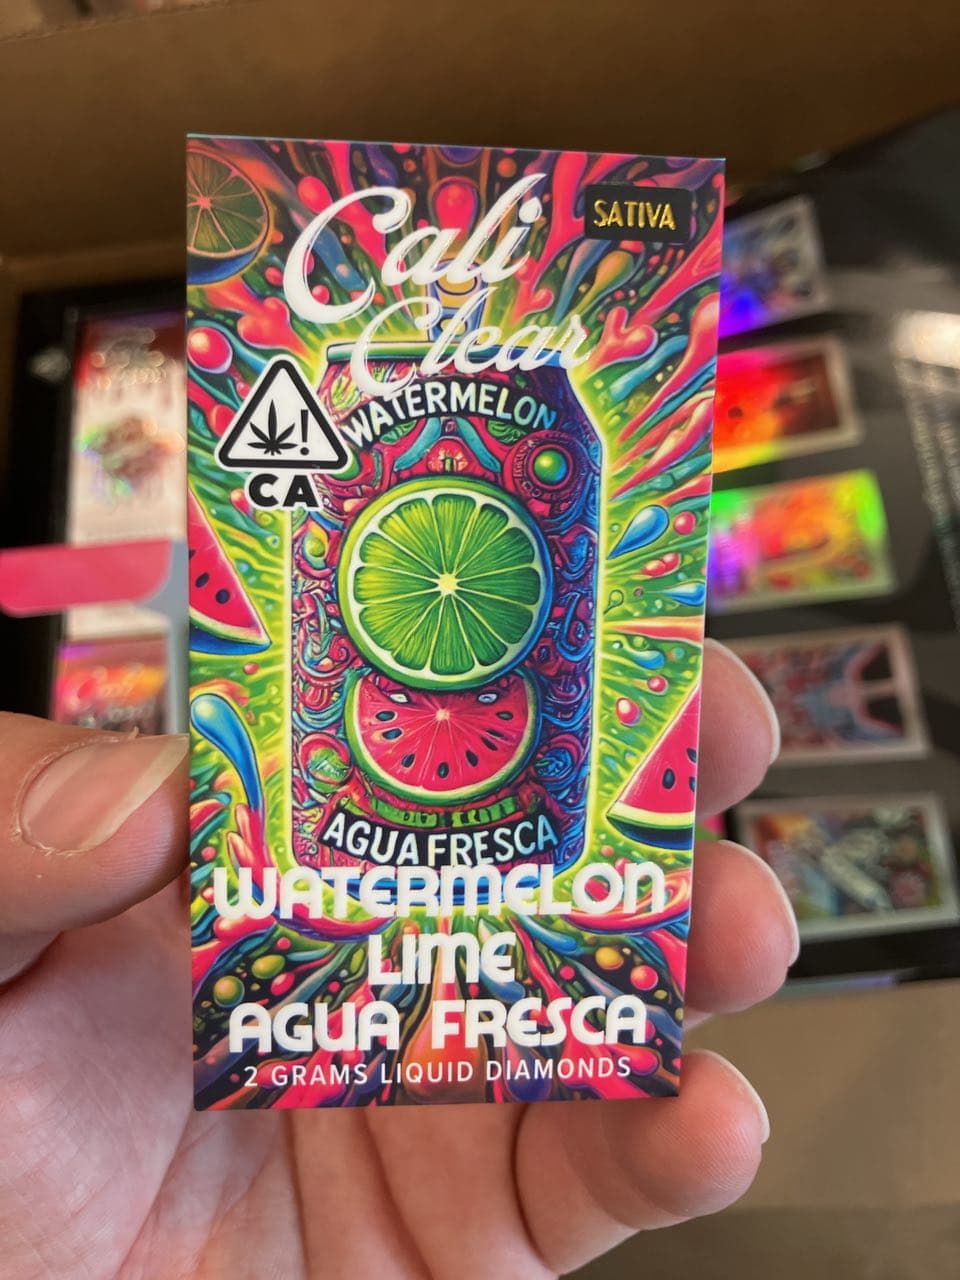 Cali
Clear
SATIVA
WATERMELON
!
CA
AGUA FRESCA
WATERMELON
LIME
AGUA FRESCA
2 GRAMS LIQUID DIAMONDS